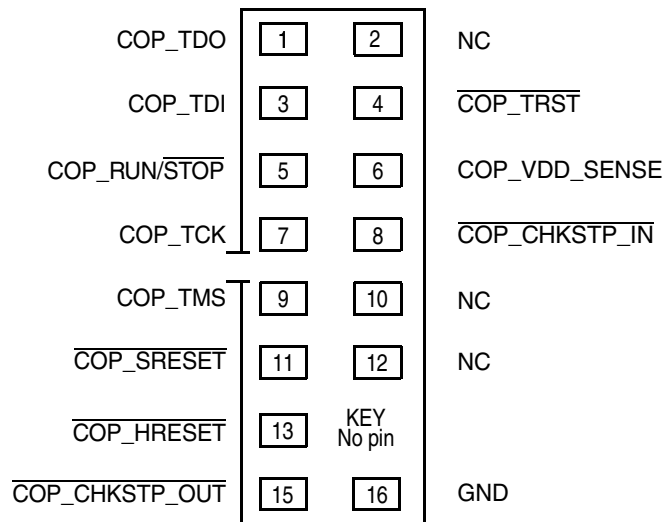 COP_TDO 1 2 NC
COP_TDI 3 4 COP_TRST
COP_RUN/STOP 5 6 COP_VDD_SENSE
COP_TCK 7 8 COP_CHKSTP_IN
COP_TMS 9 10 NC
COP_SRESET 11 12 NC
COP_HRESET 13 KEY
No pin
COP_CHKSTP_OUT 15 16 GND